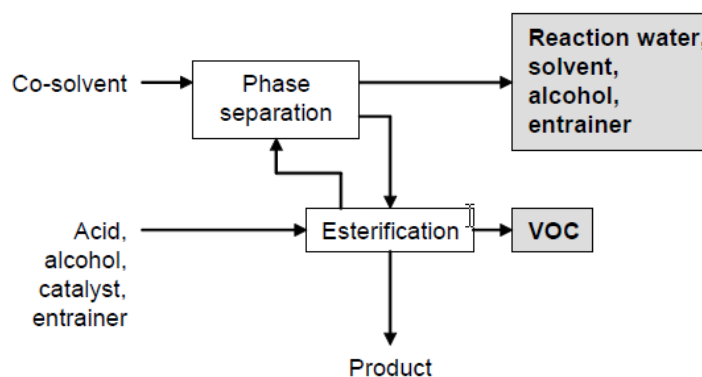 Co-solvent
Phase
separation
Reaction water,
solvent,
alcohol,
entrainer
Acid,
alcohol,
catalyst,
entrainer
Esterification
VOC
Product